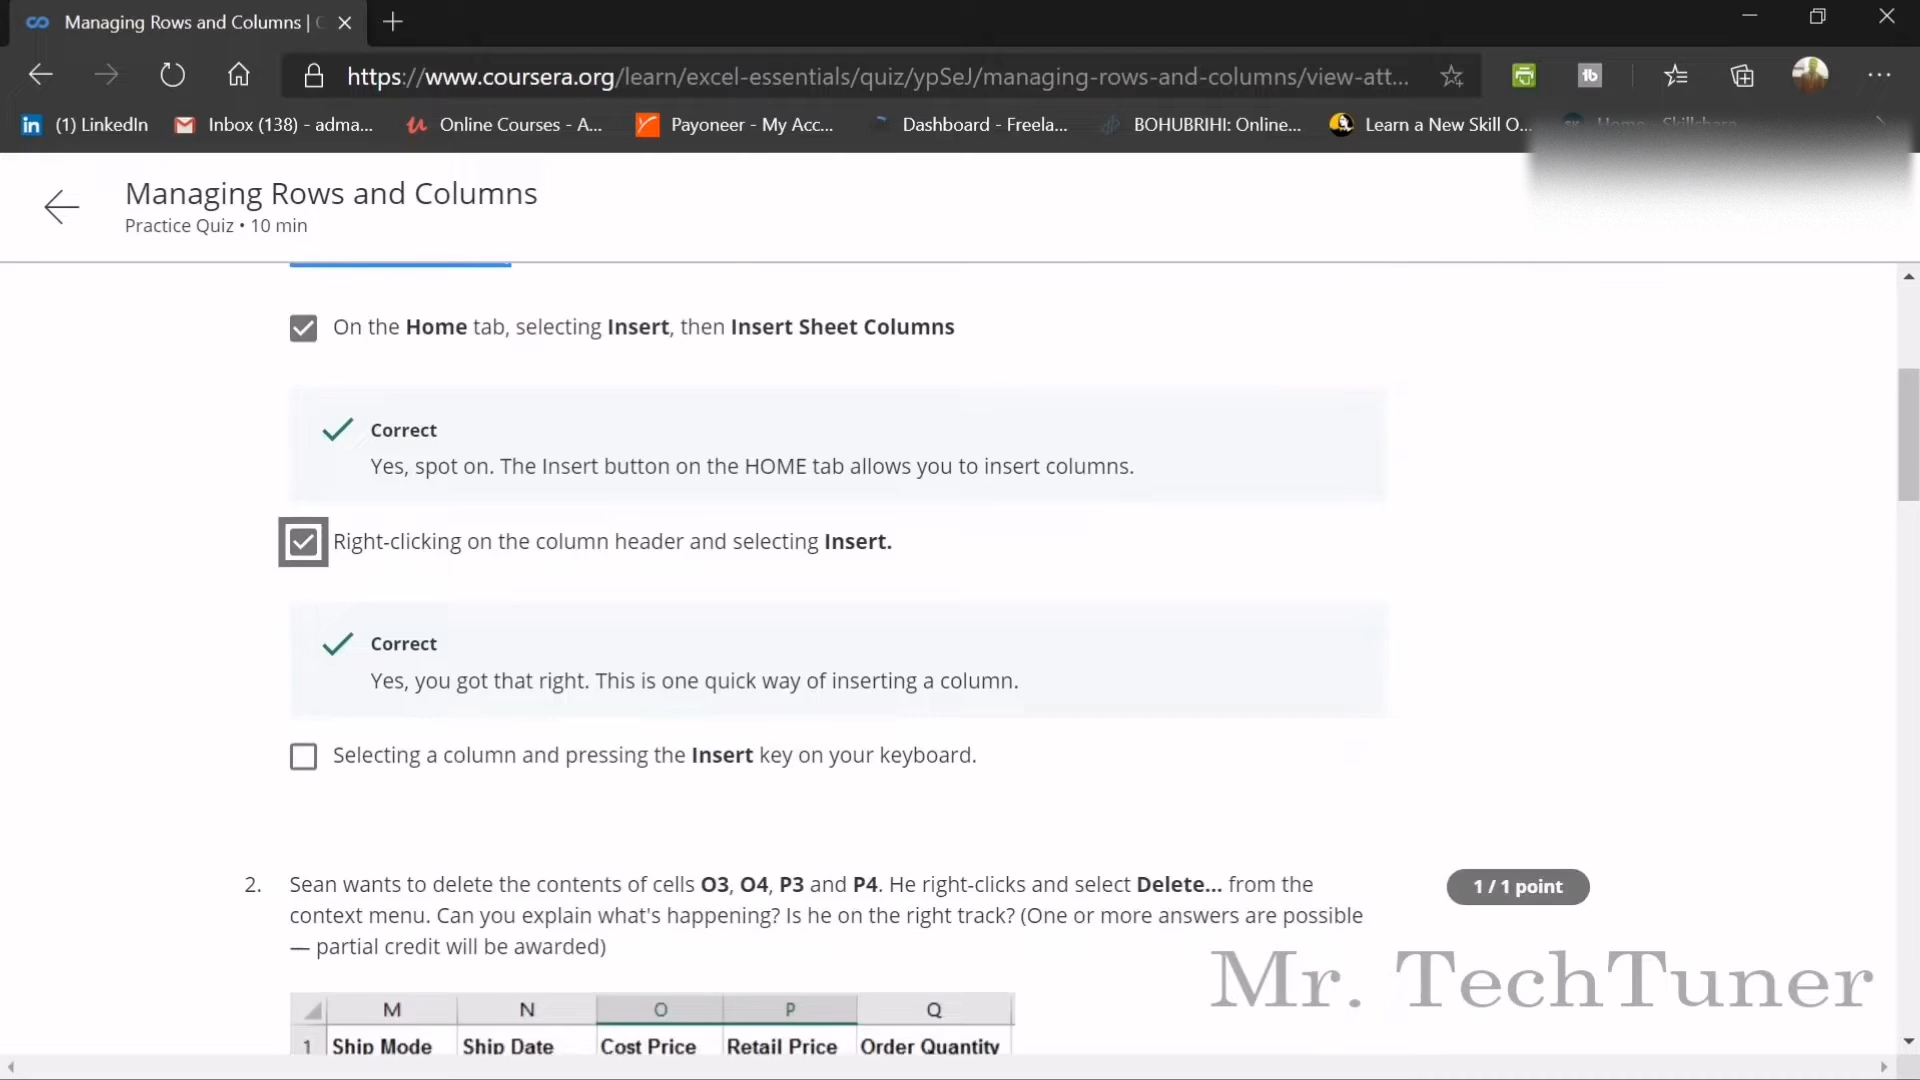 Managing Rows and Columns |
https://www.coursera.org/learn/excel-essentials/quiz/ypSeJ/managing-rows-and-columns/view-att...
(1) LinkedIn Inbox (138) - adma... Online Courses - A... Payoneer - My Acc... Dashboard - Freela... BOHUBRIHI: Online... Learn a New Skill O... Home - Skillshare
Managing Rows and Columns
Practice Quiz • 10 min
On the Home tab, selecting Insert, then Insert Sheet Columns
Correct
Yes, spot on. The Insert button on the HOME tab allows you to insert columns.
Right-clicking on the column header and selecting Insert.
Correct
Yes, you got that right. This is one quick way of inserting a column.
Selecting a column and pressing the Insert key on your keyboard.
2. Sean wants to delete the contents of cells O3, O4, P3 and P4. He right-clicks and select Delete... from the 1 / 1 point
context menu. Can you explain what's happening? Is he on the right track? (One or more answers are possible
— partial credit will be awarded)
Mr. TechTuner
M N O P Q
1 Ship Mode Ship Date Cost Price Retail Price Order Quantity